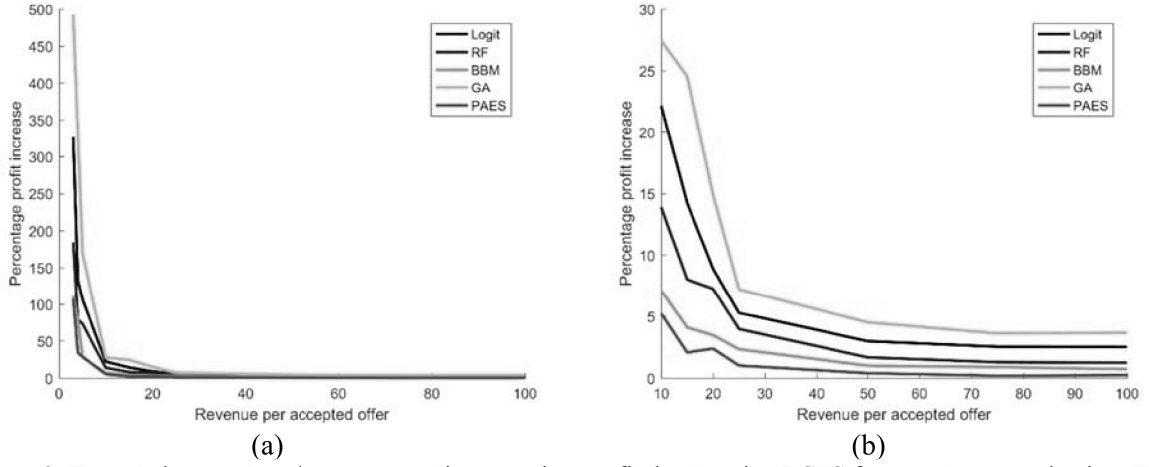 500
450
400
350
300
250
200
150
100
50
0
Percentage profit increase
Logit
RF
BBM
GA
PAES
0 20 40 60 80 100
Revenue per accepted offer
(a)
30
25
20
15
10
5
0
Percentage profit increase
Logit
RF
BBM
GA
PAES
10 20 30 40 50 60 70 80 90 100
Revenue per accepted offer
(b)